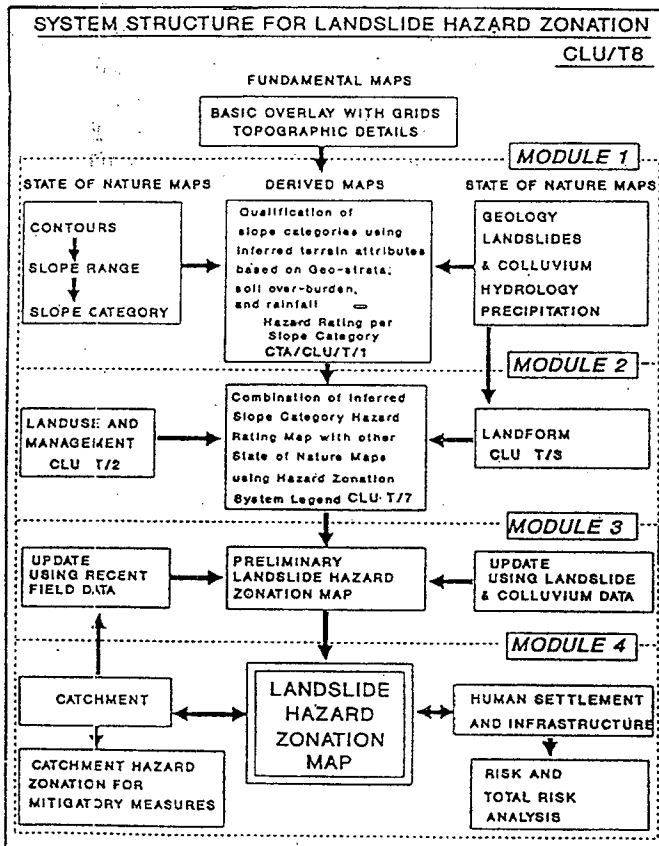 SYSTEM STRUCTURE FOR LANDSLIDE HAZARD ZONATION
CLU/T8
FUNDAMENTAL MAPS
BASIC OVERLAY WITH GRIDS
TOPOGRAPHIC DETAILS
MODULE 1
STATE OF NATURE MAPS
CONTOURS
SLOPE RANGE
SLOPE CATEGORY
DERIVED MAPS
Qualification of
slope categories using
inferred terrain attributes
based on Geo-strata;
soil over-burden,
and rainfall
Hazard Rating per
Slope Category
CTA/CLU/T/1
STATE OF NATURE MAPS
GEOLOGY
LANDSLIDES
& COLLUVIUM
HYDROLOGY
PRECIPITATION
MODULE 2
LANDUSE AND
MANAGEMENT
CLU T/2
Combination of Inferred
Slope Category Hazard
Rating Map with other
State of Nature Maps
using Hazard Zonation
System Legend CLU T/7
LANDFORM
CLU T/3
MODULE 3
UPDATE
USING RECENT
FIELD DATA
PRELIMINARY
LANDSLIDE HAZARD
ZONATION MAP
UPDATE
USING LANDSLIDE
& COLLUVIUM DATA
MODULE 4
CATCHMENT
LANDSLIDE
HAZARD
ZONATION
MAP
HUMAN SETTLEMENT
AND INFRASTRUCTURE
CATCHMENT HAZARD
ZONATION FOR
MITIGATORY MEASURES
RISK AND
TOTAL RISK
ANALYSIS